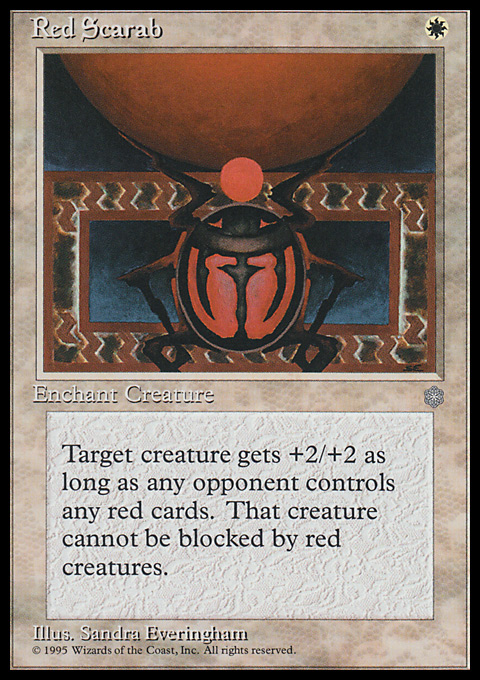 Red Scarab
Enchant Creature
Target creature gets +2/+2 as
long as any opponent controls
any red cards. That creature
cannot be blocked by red
creatures.
Illus. Sandra Everingham
© 1995 Wizards of the Coast, Inc. All rights reserved.